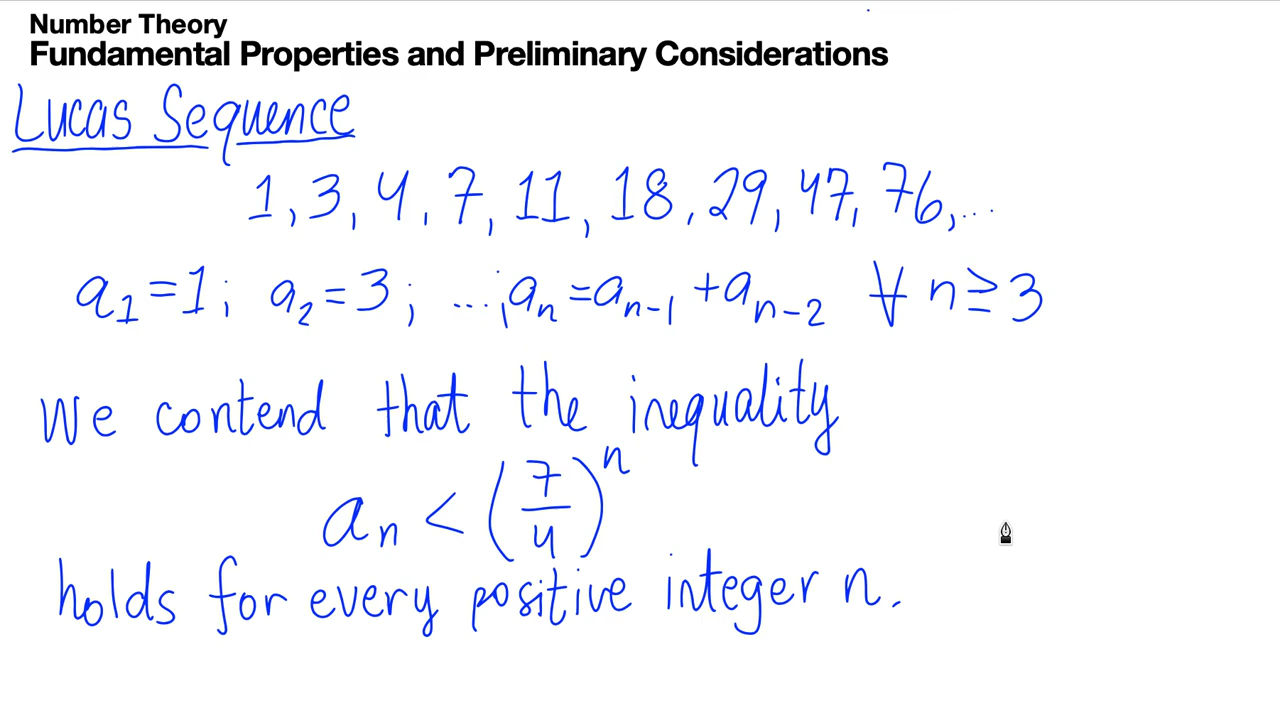 Number Theory
Fundamental Properties and Preliminary Considerations
Lucas Sequence
1, 3, 4, 7, 11, 18, 29, 47, 76, ...
a₁ = 1; a₂ = 3; ...; aₙ = aₙ₋₁ + aₙ₋₂ ∀ n ≥ 3
We contend that the inequality
aₙ < (7/4)ⁿ
holds for every positive integer n.